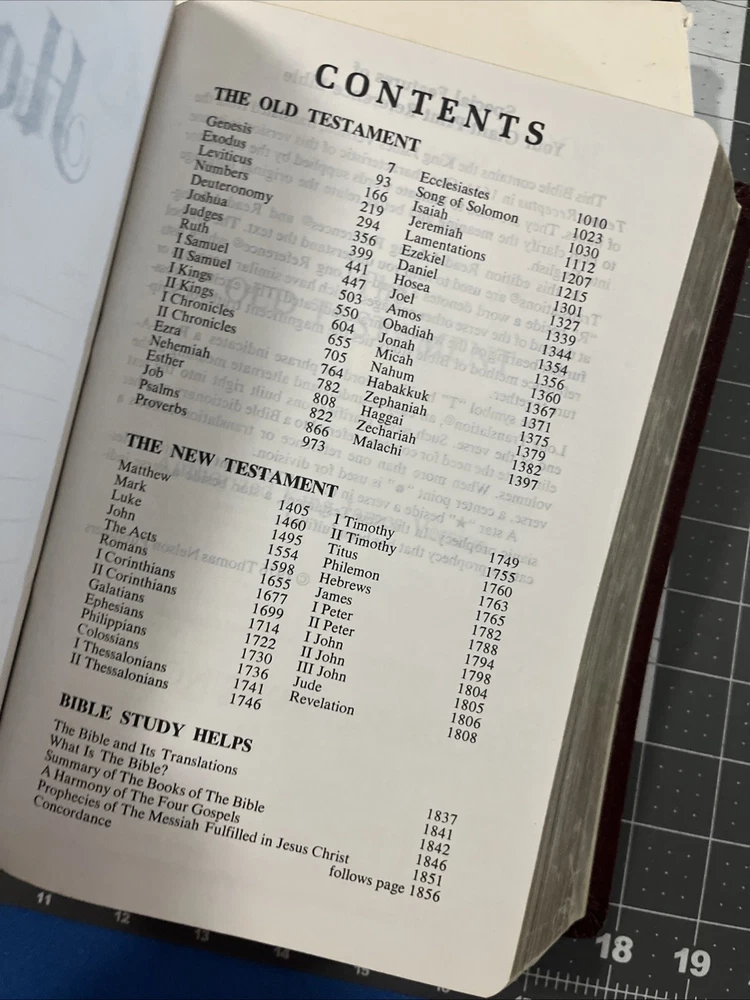 CONTENTS
THE OLD TESTAMENT
Genesis 7
Exodus 93
Leviticus 166
Numbers 219
Deuteronomy 294
Joshua 356
Judges 399
Ruth 441
I Samuel 447
II Samuel 503
I Kings 550
II Kings 604
I Chronicles 655
II Chronicles 705
Ezra 764
Nehemiah 782
Esther 808
Job 822
Psalms 866
Proverbs 973
Ecclesiastes 1010
Song of Solomon 1023
Isaiah 1030
Jeremiah 1112
Lamentations 1207
Ezekiel 1215
Daniel 1301
Hosea 1327
Joel 1339
Amos 1344
Obadiah 1354
Jonah 1356
Micah 1360
Nahum 1367
Habakkuk 1371
Zephaniah 1375
Haggai 1379
Zechariah 1382
Malachi 1397
THE NEW TESTAMENT
Matthew 1405
Mark 1460
Luke 1495
John 1554
The Acts 1598
Romans 1655
I Corinthians 1677
II Corinthians 1699
Galatians 1714
Ephesians 1722
Philippians 1730
Colossians 1736
I Thessalonians 1741
II Thessalonians 1746
I Timothy 1749
II Timothy 1755
Titus 1760
Philemon 1763
Hebrews 1765
James 1782
I Peter 1788
II Peter 1794
I John 1798
II John 1804
III John 1805
Jude 1806
Revelation 1808
BIBLE STUDY HELPS
The Bible and Its Translations 1837
What Is The Bible? 1841
Summary of The Books of The Bible 1842
A Harmony of The Four Gospels 1846
Prophecies of The Messiah Fulfilled in Jesus Christ 1851
Concordance follows page 1856
11 12 13 14 15 18 19